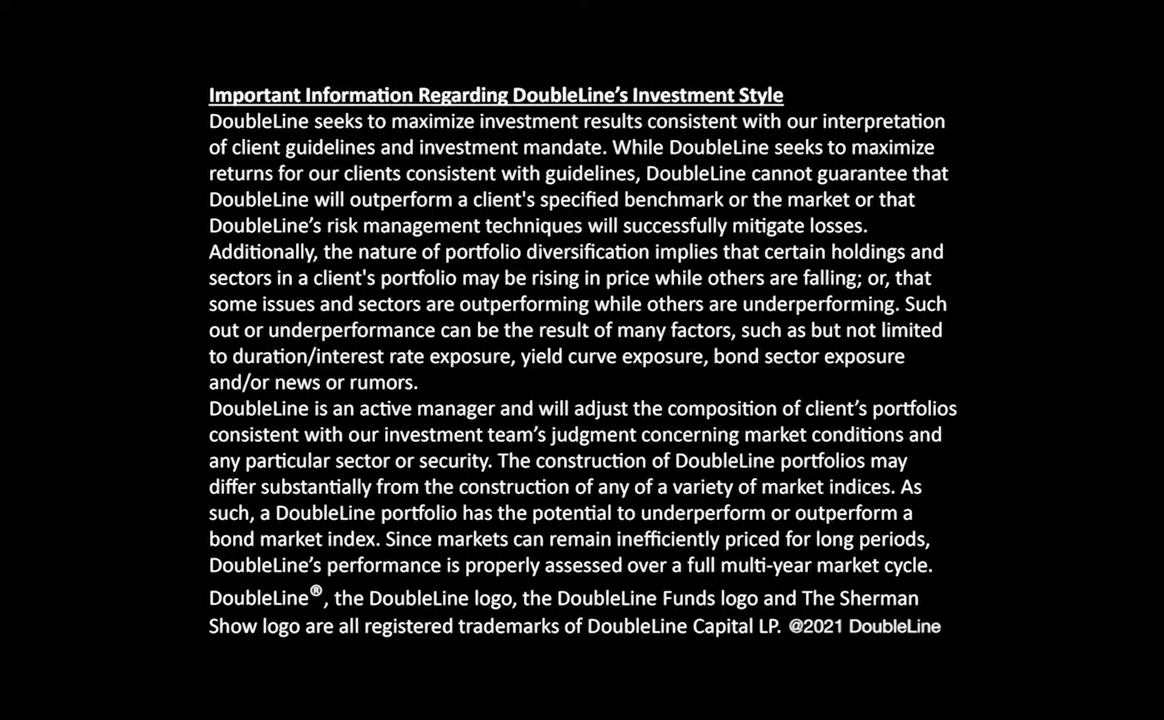 Important Information Regarding DoubleLine’s Investment Style
DoubleLine seeks to maximize investment results consistent with our interpretation
of client guidelines and investment mandate. While DoubleLine seeks to maximize
returns for our clients consistent with guidelines, DoubleLine cannot guarantee that
DoubleLine will outperform a client's specified benchmark or the market or that
DoubleLine’s risk management techniques will successfully mitigate losses.
Additionally, the nature of portfolio diversification implies that certain holdings and
sectors in a client's portfolio may be rising in price while others are falling; or, that
some issues and sectors are outperforming while others are underperforming. Such
out or underperformance can be the result of many factors, such as but not limited
to duration/interest rate exposure, yield curve exposure, bond sector exposure
and/or news or rumors.
DoubleLine is an active manager and will adjust the composition of client’s portfolios
consistent with our investment team’s judgment concerning market conditions and
any particular sector or security. The construction of DoubleLine portfolios may
differ substantially from the construction of any of a variety of market indices. As
such, a DoubleLine portfolio has the potential to underperform or outperform a
bond market index. Since markets can remain inefficiently priced for long periods,
DoubleLine’s performance is properly assessed over a full multi-year market cycle.
DoubleLine®, the DoubleLine logo, the DoubleLine Funds logo and The Sherman
Show logo are all registered trademarks of DoubleLine Capital LP. @2021 DoubleLine